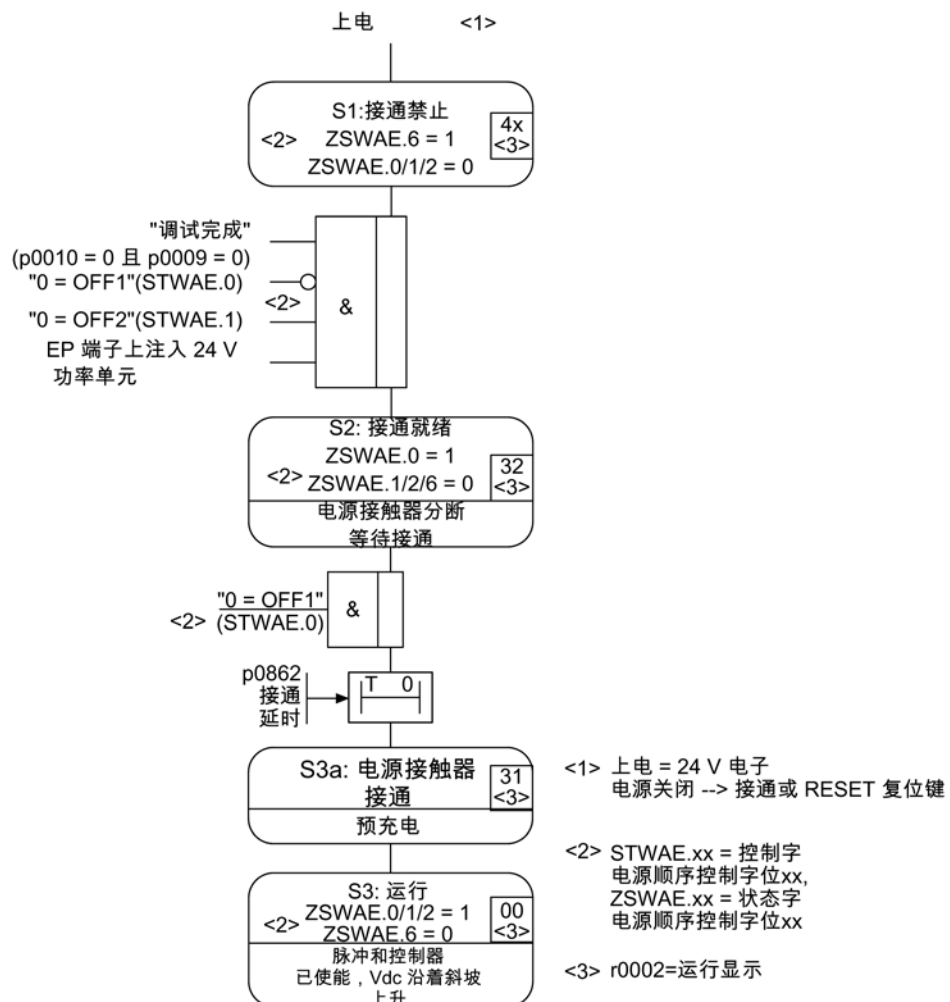 上电 <1>
S1:接通禁止
<2> ZSWAE.6 = 1
ZSWAE.0/1/2 = 0
4x
<3>
"调试完成"
(p0010 = 0 且 p0009 = 0)
"0 = OFF1"(STWAE.0)
<2>
"0 = OFF2"(STWAE.1)
EP 端子上注入 24 V
功率单元
&
S2: 接通就绪
ZSWAE.0 = 1
<2> ZSWAE.1/2/6 = 0
32
<3>
电源接触器分断
等待接通
"0 = OFF1"
<2> (STWAE.0)
&
p0862
接通
延时
T 0
S3a: 电源接触器
接通
31
<3>
预充电
S3: 运行
ZSWAE.0/1/2 = 1
<2> ZSWAE.6 = 0
00
<3>
脉冲和控制器
已使能，Vdc 沿着斜坡
上升
<1> 上电 = 24 V 电子
电源关闭 --> 接通或 RESET 复位键
<2> STWAE.xx = 控制字
电源顺序控制字位xx,
ZSWAE.xx = 状态字
电源顺序控制字位xx
<3> r0002=运行显示